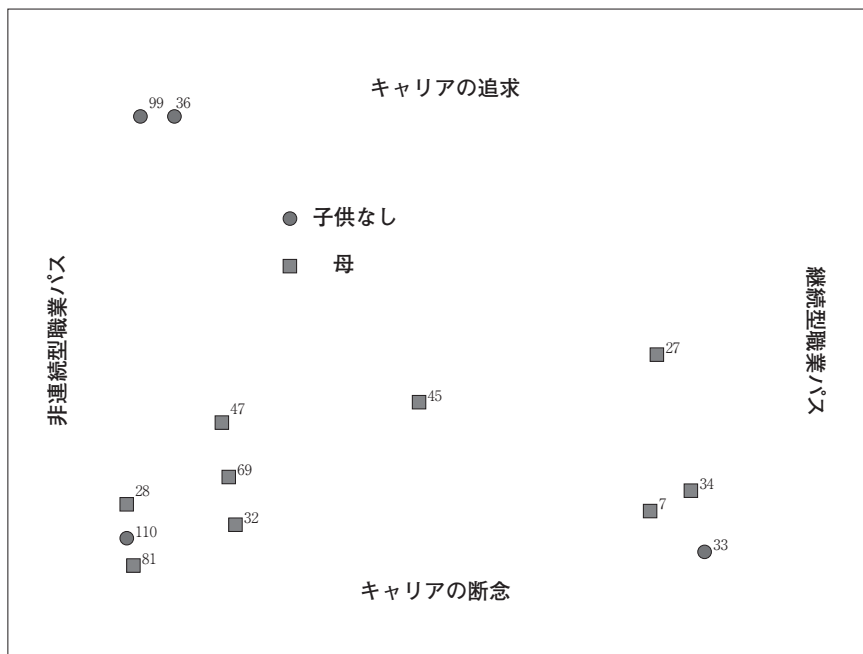 キャリアの追求
99
36
子供なし
母
非連続型職業パス
継続型職業パス
27
45
47
69
34
28
7
32
110
33
81
キャリアの断念